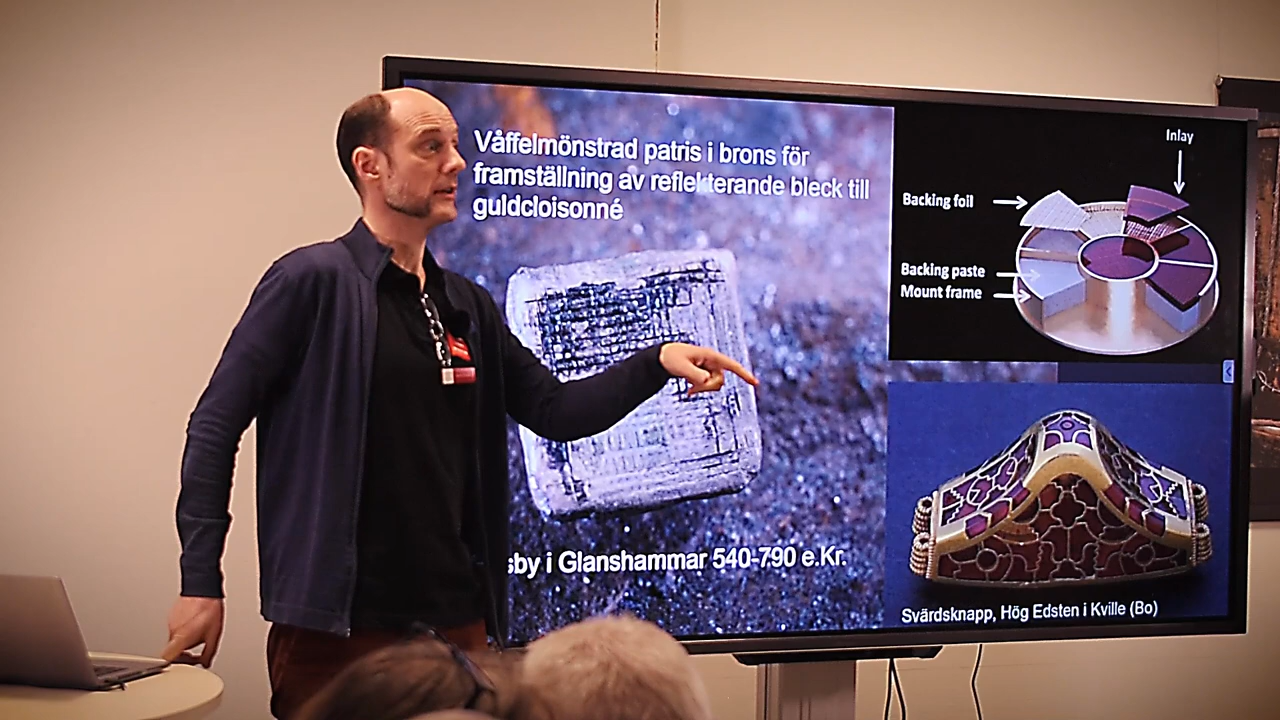 Våffelmönstrad patris i brons för
framställning av reflekterande bleck till
guldcloisonné
i Glanshammar 540-790 e.Kr.
Inlay
Backing foil
Backing paste
Mount frame
Svärdsknapp, Hög Edsten i Kville (Bo)